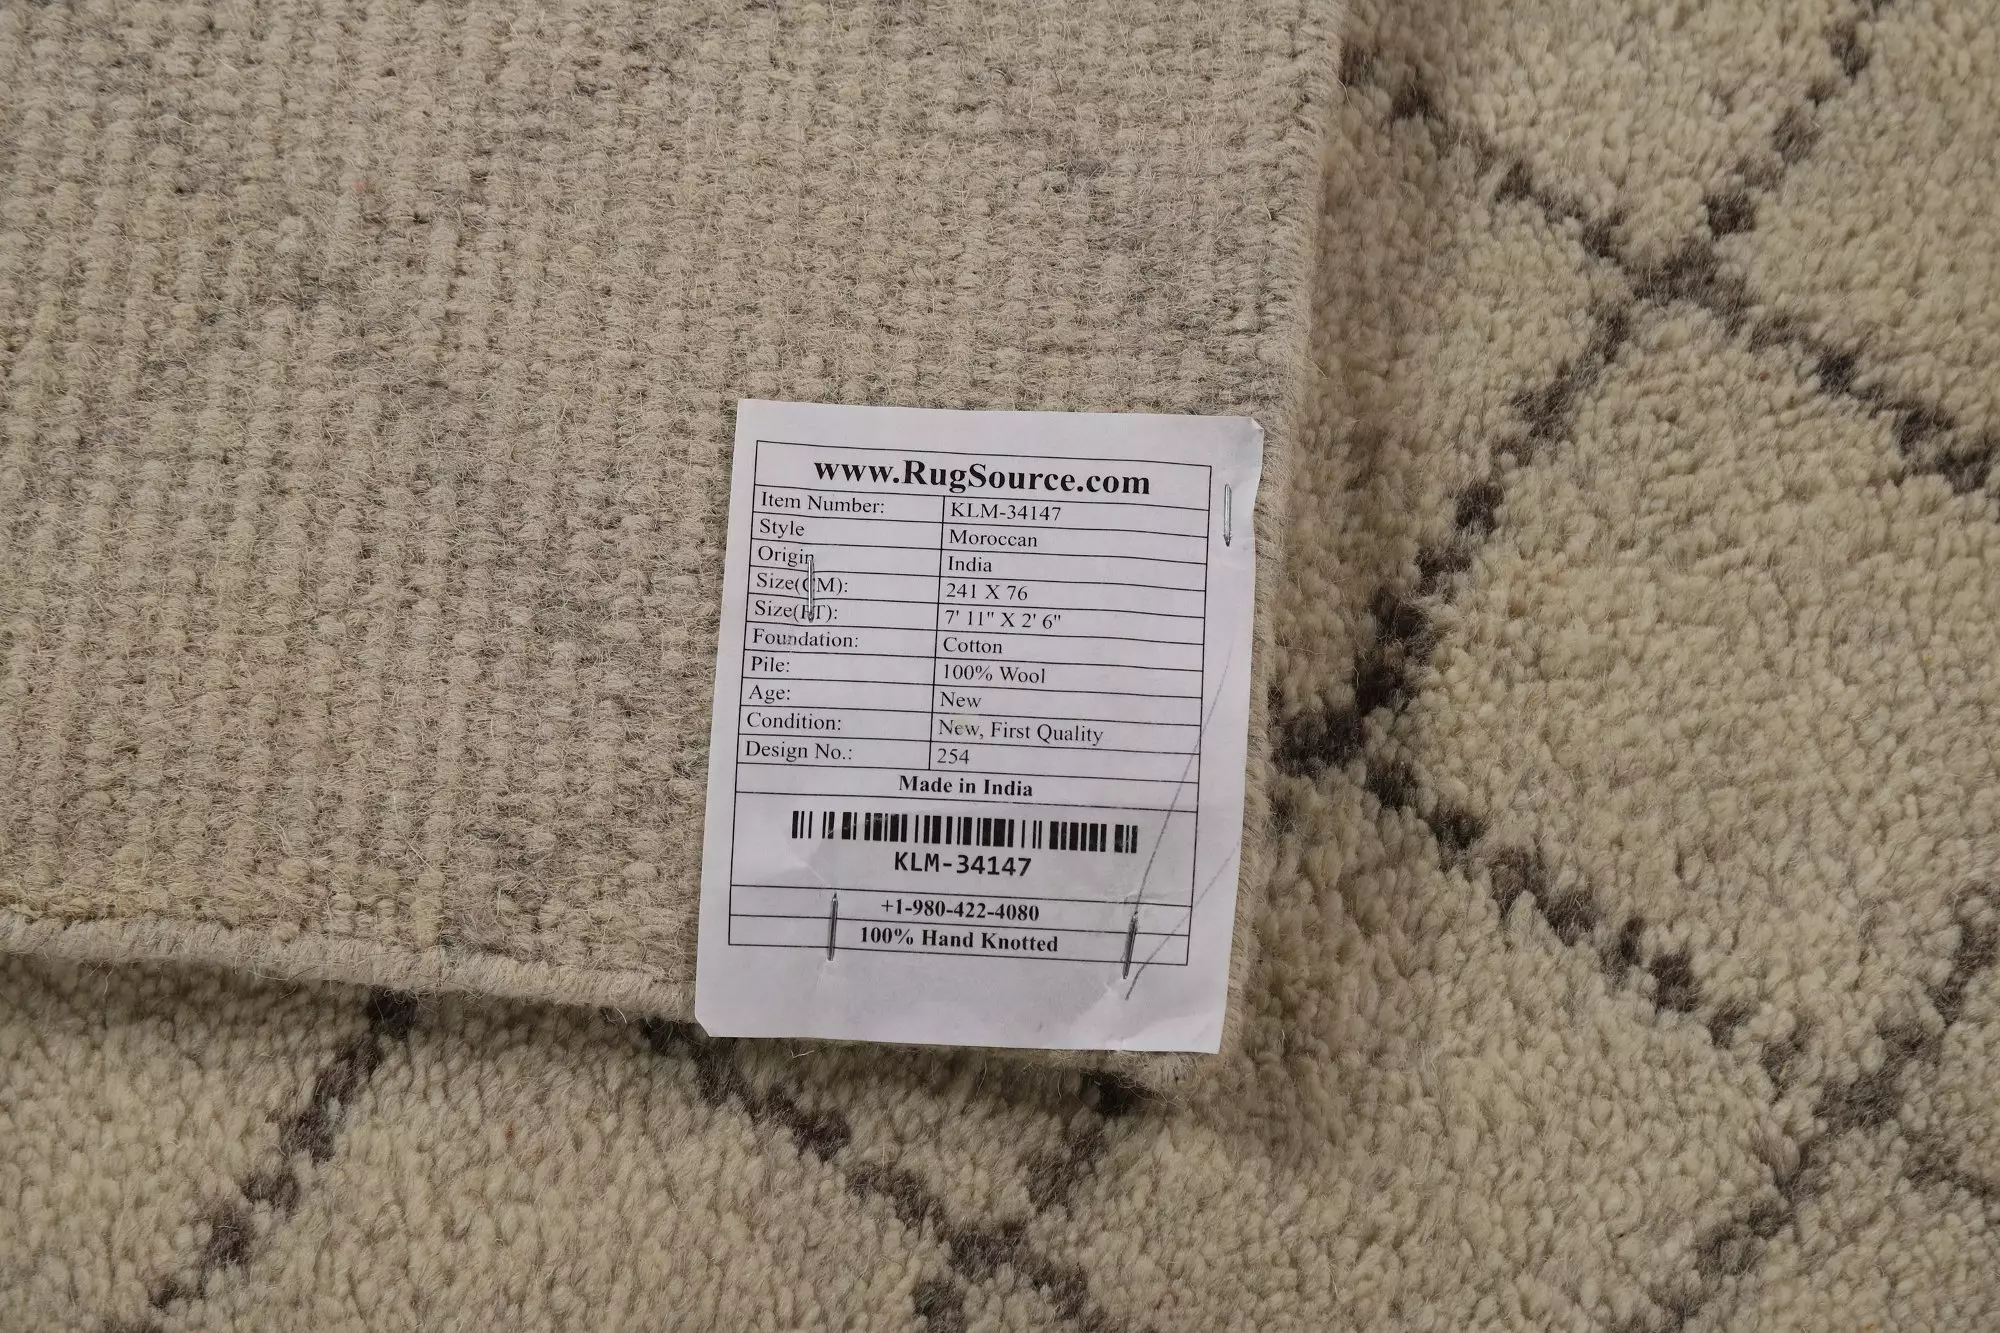 www.RugSource.com
Item Number: KLM-34147
Style Moroccan
Origin India
Size(CM): 241 X 76
Size(FT): 7' 11" X 2' 6"
Foundation: Cotton
Pile: 100% Wool
Age: New
Condition: New, First Quality
Design No.: 254
Made in India
KLM-34147
+1-980-422-4080
100% Hand Knotted